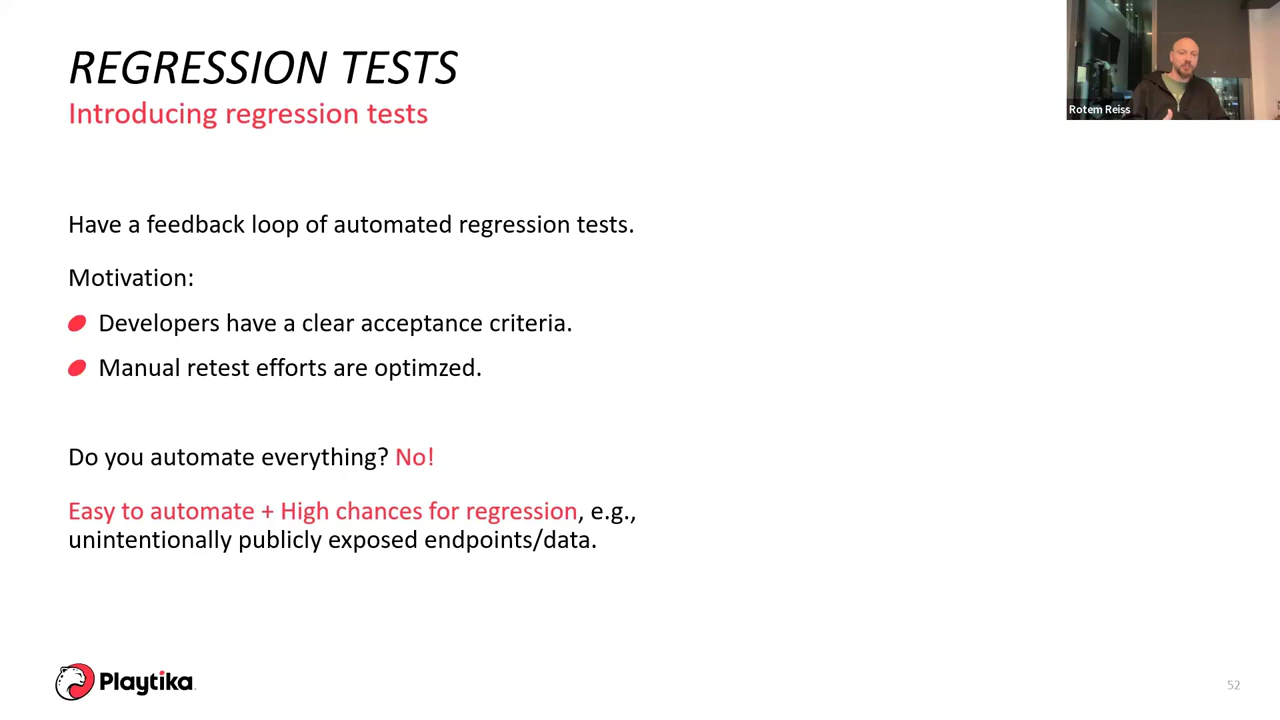 REGRESSION TESTS
Introducing regression tests
Rotem Reiss
Have a feedback loop of automated regression tests.
Motivation:
Developers have a clear acceptance criteria.
Manual retest efforts are optimzed.
Do you automate everything? No!
Easy to automate + High chances for regression, e.g.,
unintentionally publicly exposed endpoints/data.
Playtika
52